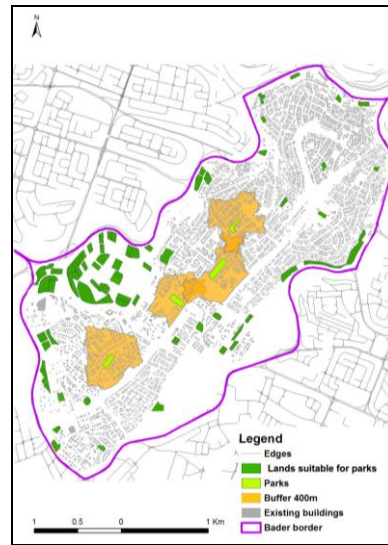 N
Legend
Edges
Lands suitable for parks
Parks
Buffer 400m
Existing buildings
Bader border
1 0.5 0 1 Km